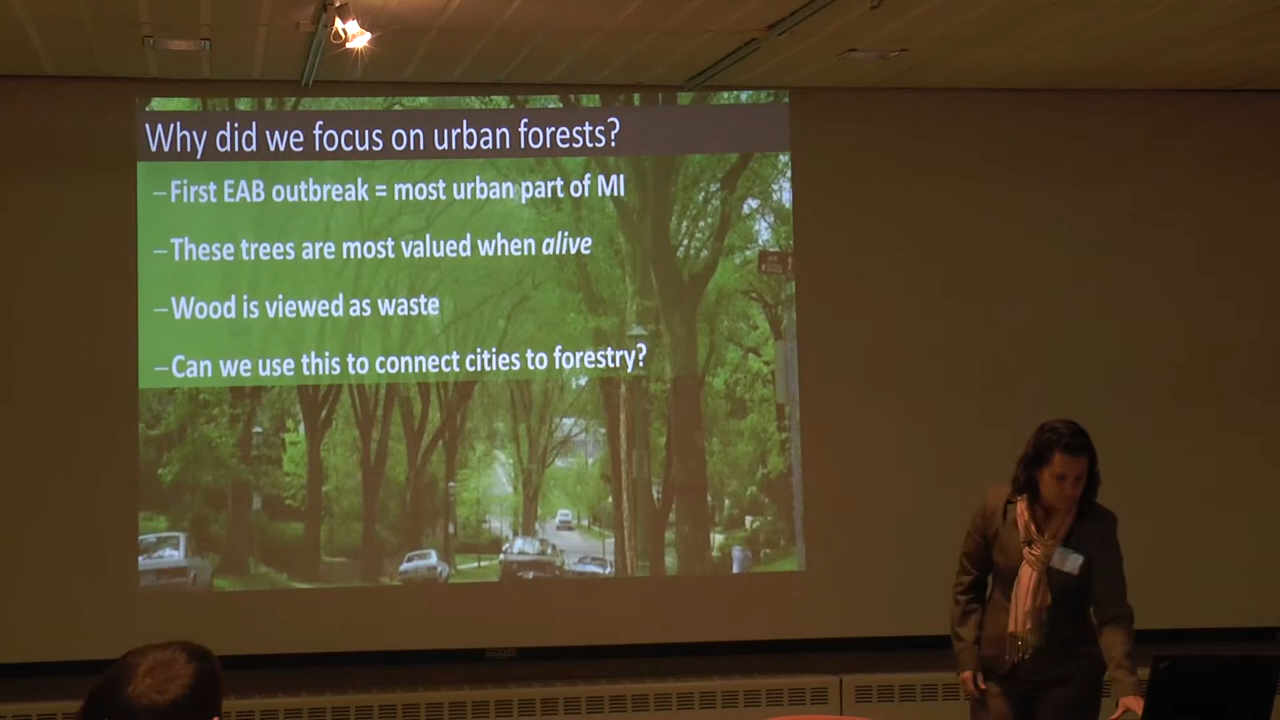 Why did we focus on urban forests?
–First EAB outbreak = most urban part of MI
–These trees are most valued when alive
–Wood is viewed as waste
–Can we use this to connect cities to forestry?